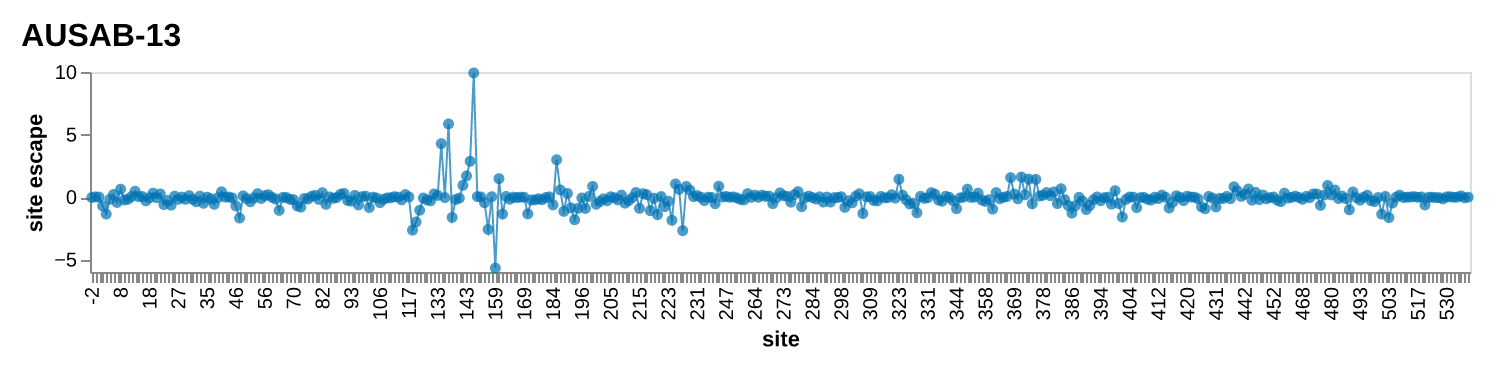 AUSAB-13
site escape
10
5
0
−5
-2 8 18 27 35 46 56 70 82 93 106 117 133 143 159 169 184 196 205 215 223 231 247 264 273 284 298 309 323 331 344 358 369 378 386 394 404 412 420 431 442 452 468 480 493 503 517 530
site